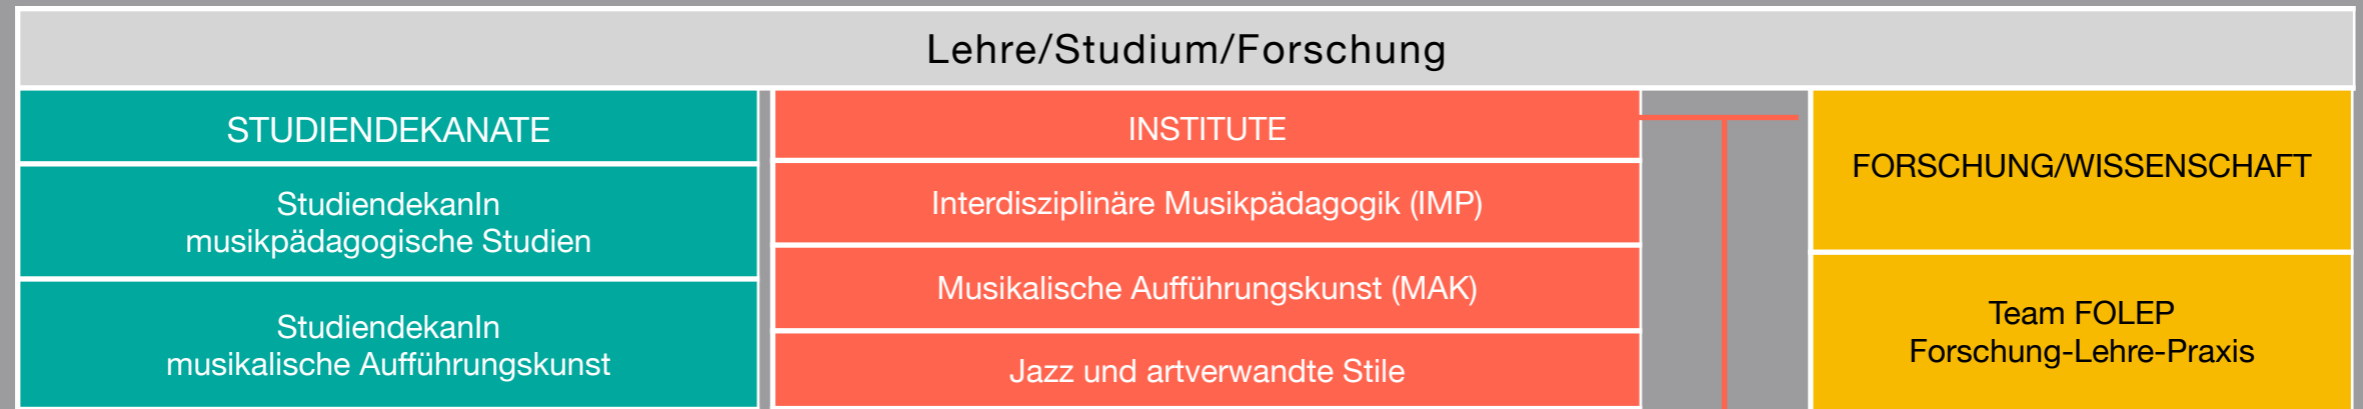 Lehre/Studium/Forschung
STUDIENDEKANATE
StudiendekanIn
musikpädagogische Studien
StudiendekanIn
musikalische Aufführungskunst
INSTITUTE
Interdisziplinäre Musikpädagogik (IMP)
Musikalische Aufführungskunst (MAK)
Jazz und artverwandte Stile
FORSCHUNG/WISSENSCHAFT
Team FOLEP
Forschung-Lehre-Praxis